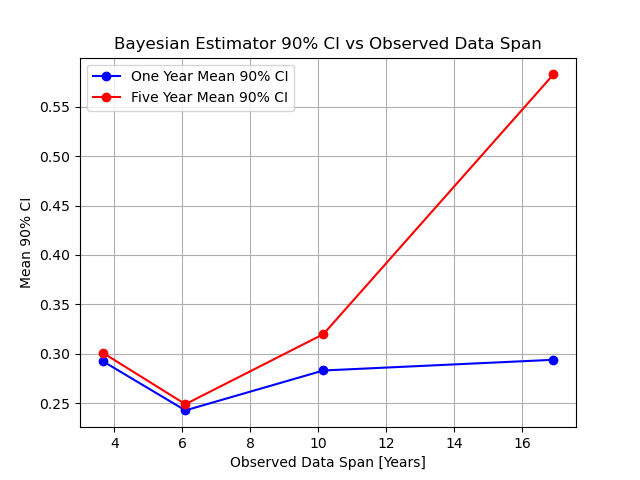 Bayesian Estimator 90% CI vs Observed Data Span
One Year Mean 90% CI
Five Year Mean 90% CI
Mean 90% CI
0.55
0.50
0.45
0.40
0.35
0.30
0.25
4 6 8 10 12 14 16
Observed Data Span [Years]